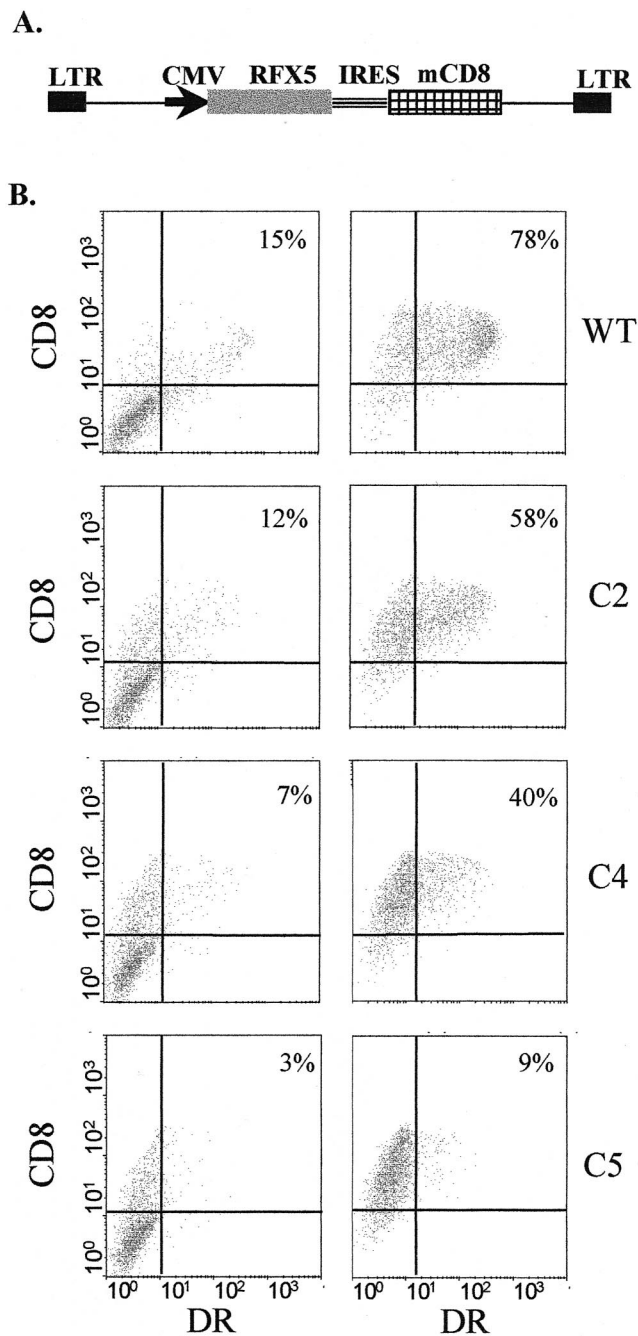 A.
LTR CMV RFX5 IRES mCD8 LTR
B.
15% 78%
CD8 10³ 10² 10¹ 10⁰ WT
12% 58%
CD8 10³ 10² 10¹ 10⁰ C2
7% 40%
CD8 10³ 10² 10¹ 10⁰ C4
3% 9%
CD8 10³ 10² 10¹ 10⁰ C5
10⁰ 10¹ 10² 10³ 10⁰ 10¹ 10² 10³
DR DR